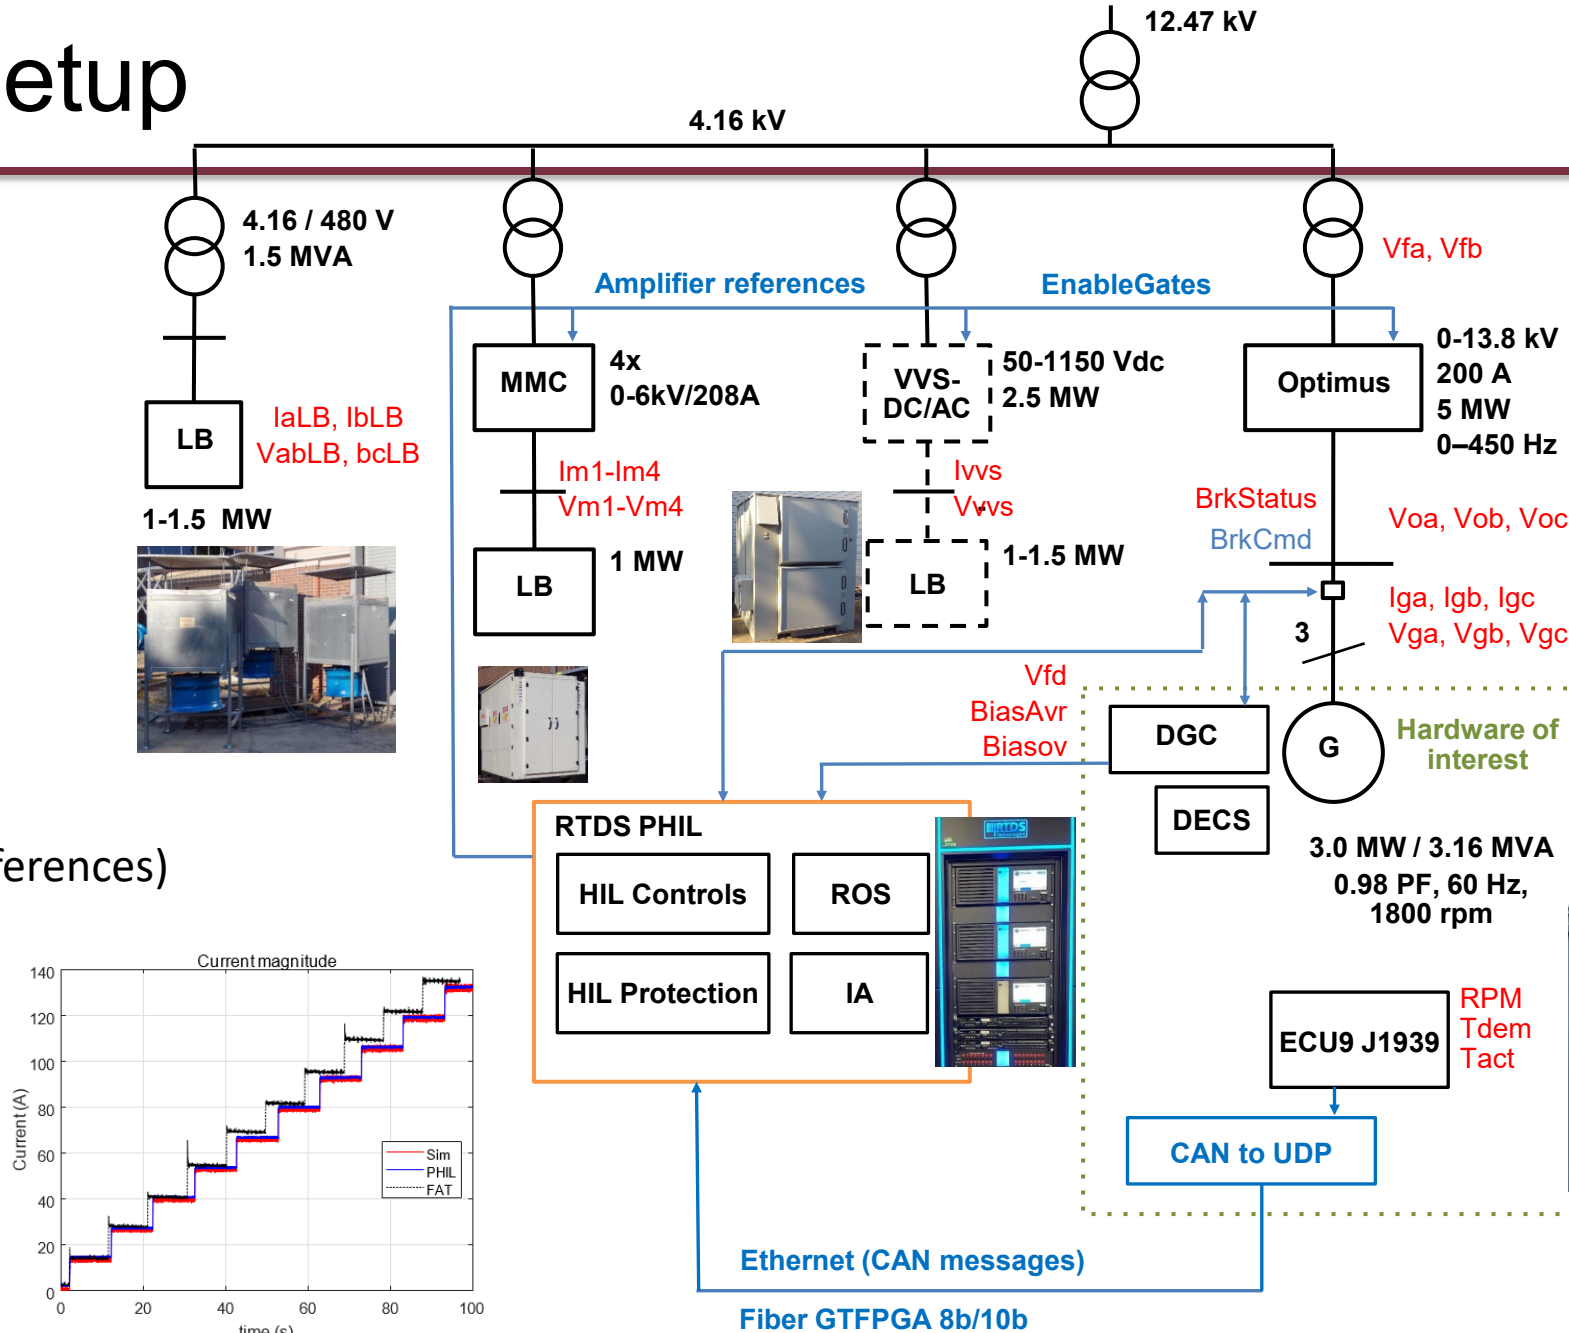 etup
12.47 kV
4.16 kV
4.16 / 480 V
1.5 MVA
Vfa, Vfb
Amplifier references
EnableGates
MMC
4x
0-6kV/208A
VVS-
DC/AC
50-1150 Vdc
2.5 MW
Optimus
0-13.8 kV
200 A
5 MW
0–450 Hz
LB
IaLB, IbLB
VabLB, bcLB
1-1.5 MW
Im1-Im4
Vm1-Vm4
LB
1 MW
Ivvs
Vvvs
LB
1-1.5 MW
BrkStatus
BrkCmd
Voa, Vob, Voc
Iga, Igb, Igc
Vga, Vgb, Vgc
3
Vfd
BiasAvr
Biasov
DGC
G
Hardware of
interest
DECS
3.0 MW / 3.16 MVA
0.98 PF, 60 Hz,
1800 rpm
RTDS PHIL
HIL Controls
ROS
HIL Protection
IA
RTDS
ferences)
ECU9 J1939
RPM
Tdem
Tact
CAN to UDP
Ethernet (CAN messages)
Fiber GTFPGA 8b/10b
Current magnitude
Current (A)
140
120
100
80
60
40
20
0
Sim
PHIL
FAT
0 20 40 60 80 100
time (s)